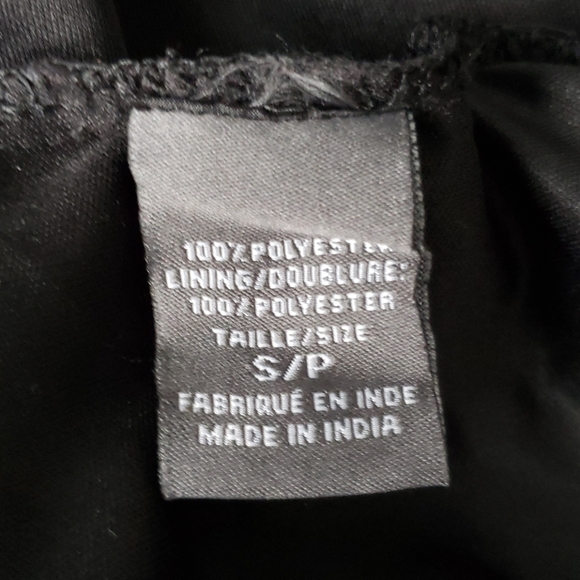 100% POLYESTER
LINING/DOUBLURE:
100% POLYESTER
TAILLE/SIZE
S/P
FABRIQUÉ EN INDE
MADE IN INDIA